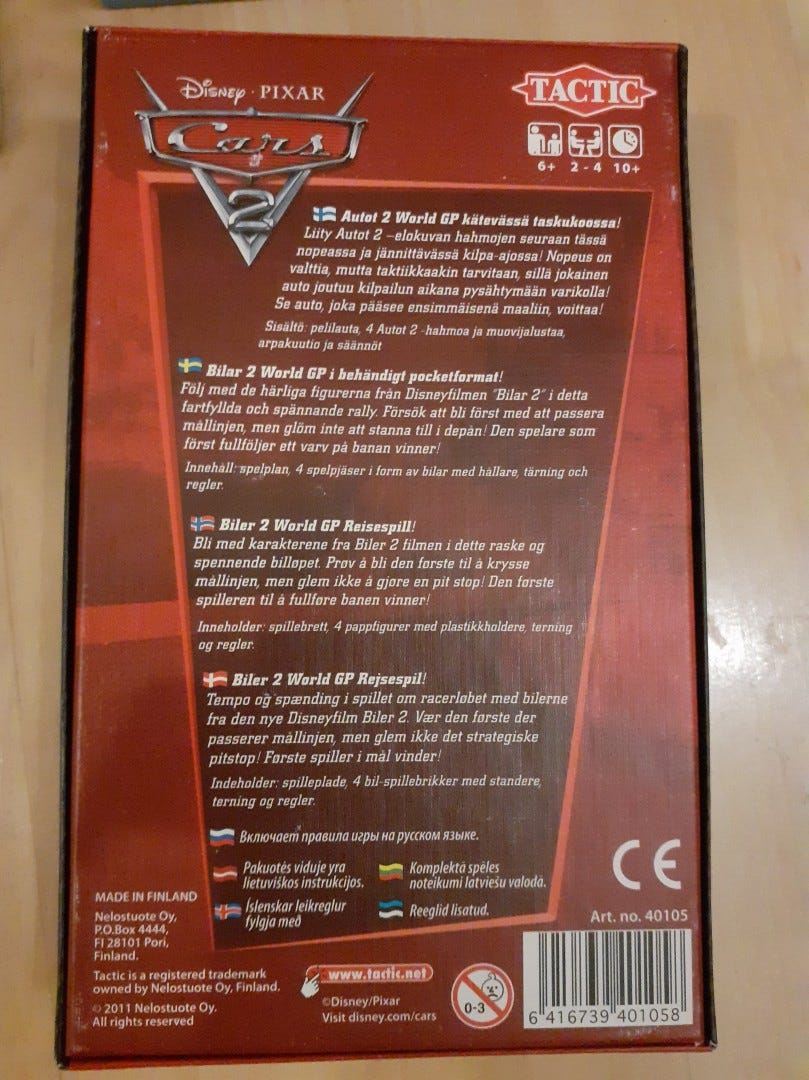 Disney · PIXAR
Cars
2
TACTIC
6+ 2 - 4 10+
Autot 2 World GP kätevässä taskukoossa!
Liity Autot 2 –elokuvan hahmojen seuraan tässä
nopeassa ja jännittävässä kilpa-ajossa! Nopeus on
valttia, mutta taktiikkaakin tarvitaan, sillä jokainen
auto joutuu kilpailun aikana pysähtymään varikolla!
Se auto, joka pääsee ensimmäisenä maaliin, voittaa!
Sisältö: pelilauta, 4 Autot 2 -hahmoa ja muovijalustaa,
arpakuutio ja säännöt
Bilar 2 World GP i behändigt pocketformat!
Följ med de härliga figurerna från Disneyfilmen "Bilar 2" i detta
fartfyllda och spännande rally. Försök att bli först med att passera
mållinjen, men glöm inte att stanna till i depån! Den spelare som
först fullföljer ett varv på banan vinner!
Innehåll: spelplan, 4 spelpjäser i form av bilar med hållare, tärning och
regler.
Biler 2 World GP Reisespill!
Bli med karakterene fra Biler 2 filmen i dette raske og
spennende billøpet. Prøv å bli den første til å krysse
mållinjen, men glem ikke å gjøre en pit stop! Den første
spilleren til å fullføre banen vinner!
Inneholder: spillebrett, 4 pappfigurer med plastikkholdere, terning
og regler.
Biler 2 World GP Rejsespil!
Tempo og spænding i spillet om racerløbet med bilerne
fra den nye Disneyfilm Biler 2. Vær den første der
passerer mållinjen, men glem ikke det strategiske
pitstop! Første spiller i mål vinder!
Indeholder: spilleplade, 4 bil-spillebrikker med standere,
terning og regler.
Включает правила игры на русском языке.
Pakuotės viduje yra
lietuviškos instrukcijos.
Komplektā spēles
noteikumi latviešu valodā.
Íslenskar leikreglur
fylgja með
Reeglid lisatud.
CE
MADE IN FINLAND
Nelostuote Oy,
P.O.Box 4444,
FI 28101 Pori,
Finland.
Tactic is a registered trademark
owned by Nelostuote Oy, Finland.
© 2011 Nelostuote Oy.
All rights reserved
www.tactic.net
©Disney/Pixar
Visit disney.com/cars
0-3
Art. no. 40105
6 416739 401058